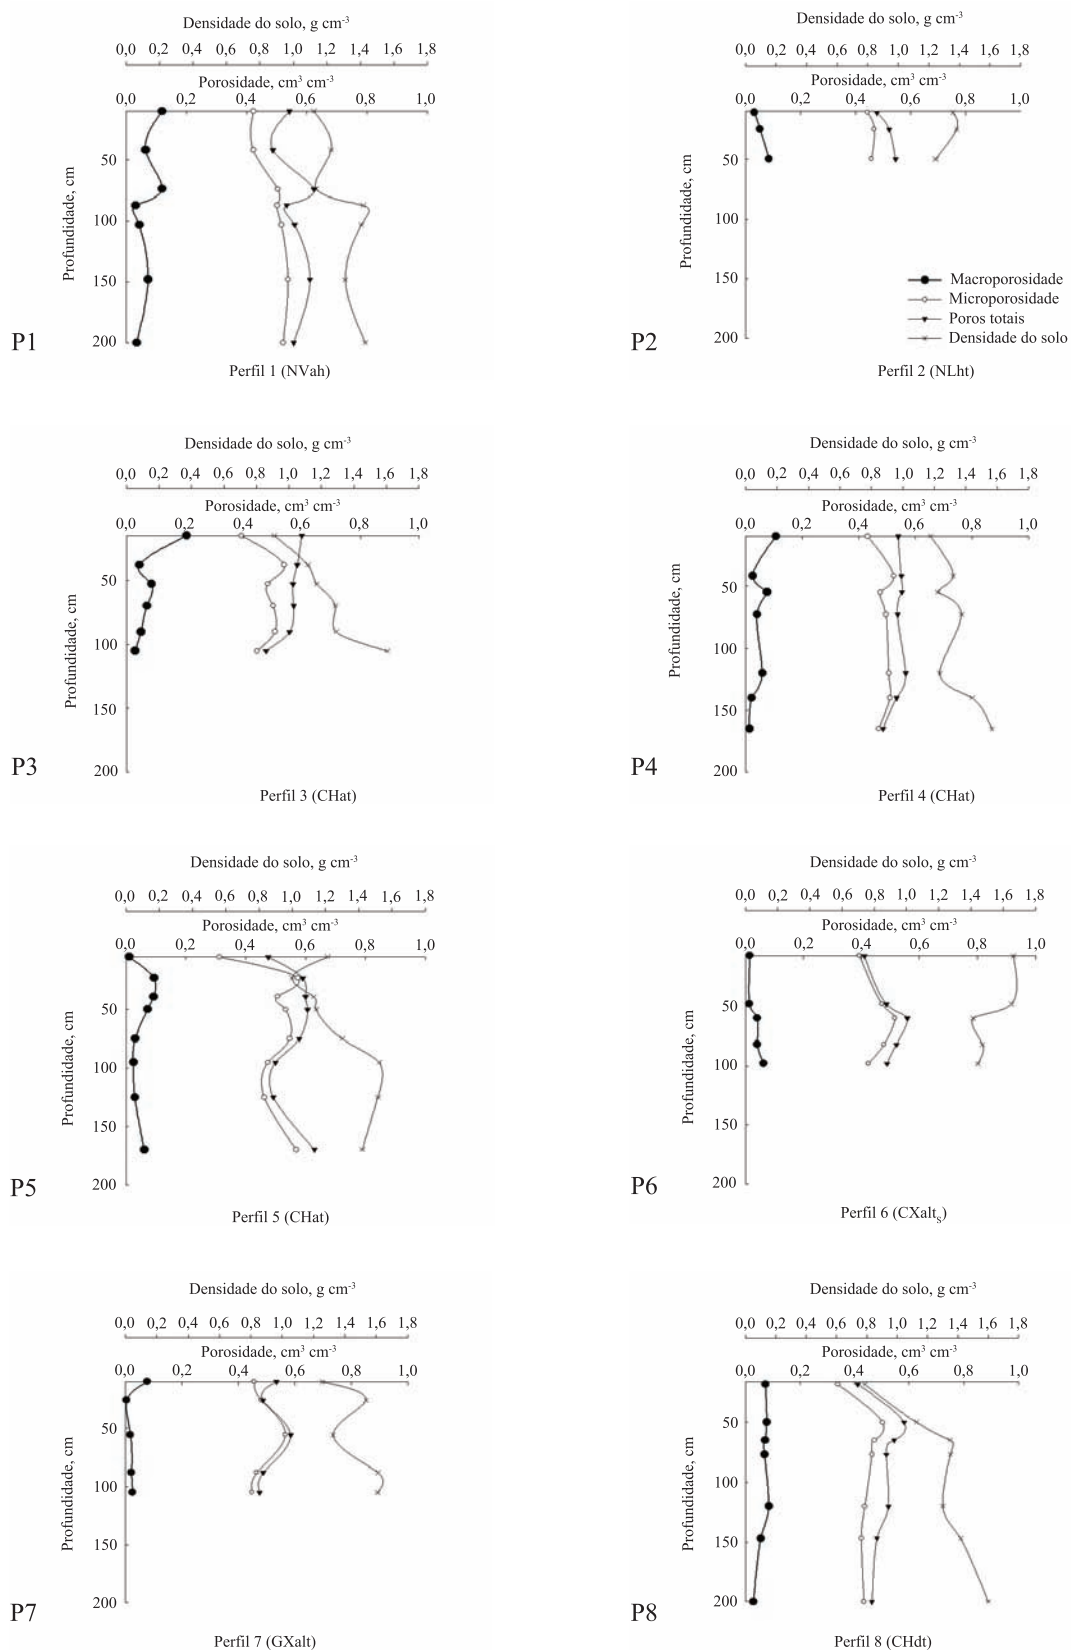 Densidade do solo, g cm-3
0,0 0,2 0,4 0,6 0,8 1,0 1,2 1,4 1,6 1,8
Porosidade, cm3 cm-3
0,0 0,2 0,4 0,6 0,8 1,0
50
100
150
200
Profundidade, cm
P1
Perfil 1 (NVah)
Densidade do solo, g cm-3
0,0 0,2 0,4 0,6 0,8 1,0 1,2 1,4 1,6 1,8
Porosidade, cm3 cm-3
0,0 0,2 0,4 0,6 0,8 1,0
50
100
150
200
Profundidade, cm
Macroporosidade
Microporosidade
Poros totais
Densidade do solo
P2
Perfil 2 (NLht)
Densidade do solo, g cm-3
0,0 0,2 0,4 0,6 0,8 1,0 1,2 1,4 1,6 1,8
Porosidade, cm3 cm-3
0,0 0,2 0,4 0,6 0,8 1,0
50
100
150
200
Profundidade, cm
P3
Perfil 3 (CHat)
Densidade do solo, g cm-3
0,0 0,2 0,4 0,6 0,8 1,0 1,2 1,4 1,6 1,8
Porosidade, cm3 cm-3
0,0 0,2 0,4 0,6 0,8 1,0
50
100
150
200
Profundidade, cm
P4
Perfil 4 (CHat)
Densidade do solo, g cm-3
0,0 0,2 0,4 0,6 0,8 1,0 1,2 1,4 1,6 1,8
Porosidade, cm3 cm-3
0,0 0,2 0,4 0,6 0,8 1,0
50
100
150
200
Profundidade, cm
P5
Perfil 5 (CHat)
Densidade do solo, g cm-3
0,0 0,2 0,4 0,6 0,8 1,0 1,2 1,4 1,6 1,8
Porosidade, cm3 cm-3
0,0 0,2 0,4 0,6 0,8 1,0
50
100
150
200
Profundidade, cm
P6
Perfil 6 (CXalts)
Densidade do solo, g cm-3
0,0 0,2 0,4 0,6 0,8 1,0 1,2 1,4 1,6 1,8
Porosidade, cm3 cm-3
0,0 0,2 0,4 0,6 0,8 1,0
50
100
150
200
Profundidade, cm
P7
Perfil 7 (GXalt)
Densidade do solo, g cm-3
0,0 0,2 0,4 0,6 0,8 1,0 1,2 1,4 1,6 1,8
Porosidade, cm3 cm-3
0,0 0,2 0,4 0,6 0,8 1,0
50
100
150
200
Profundidade, cm
P8
Perfil 8 (CHdt)